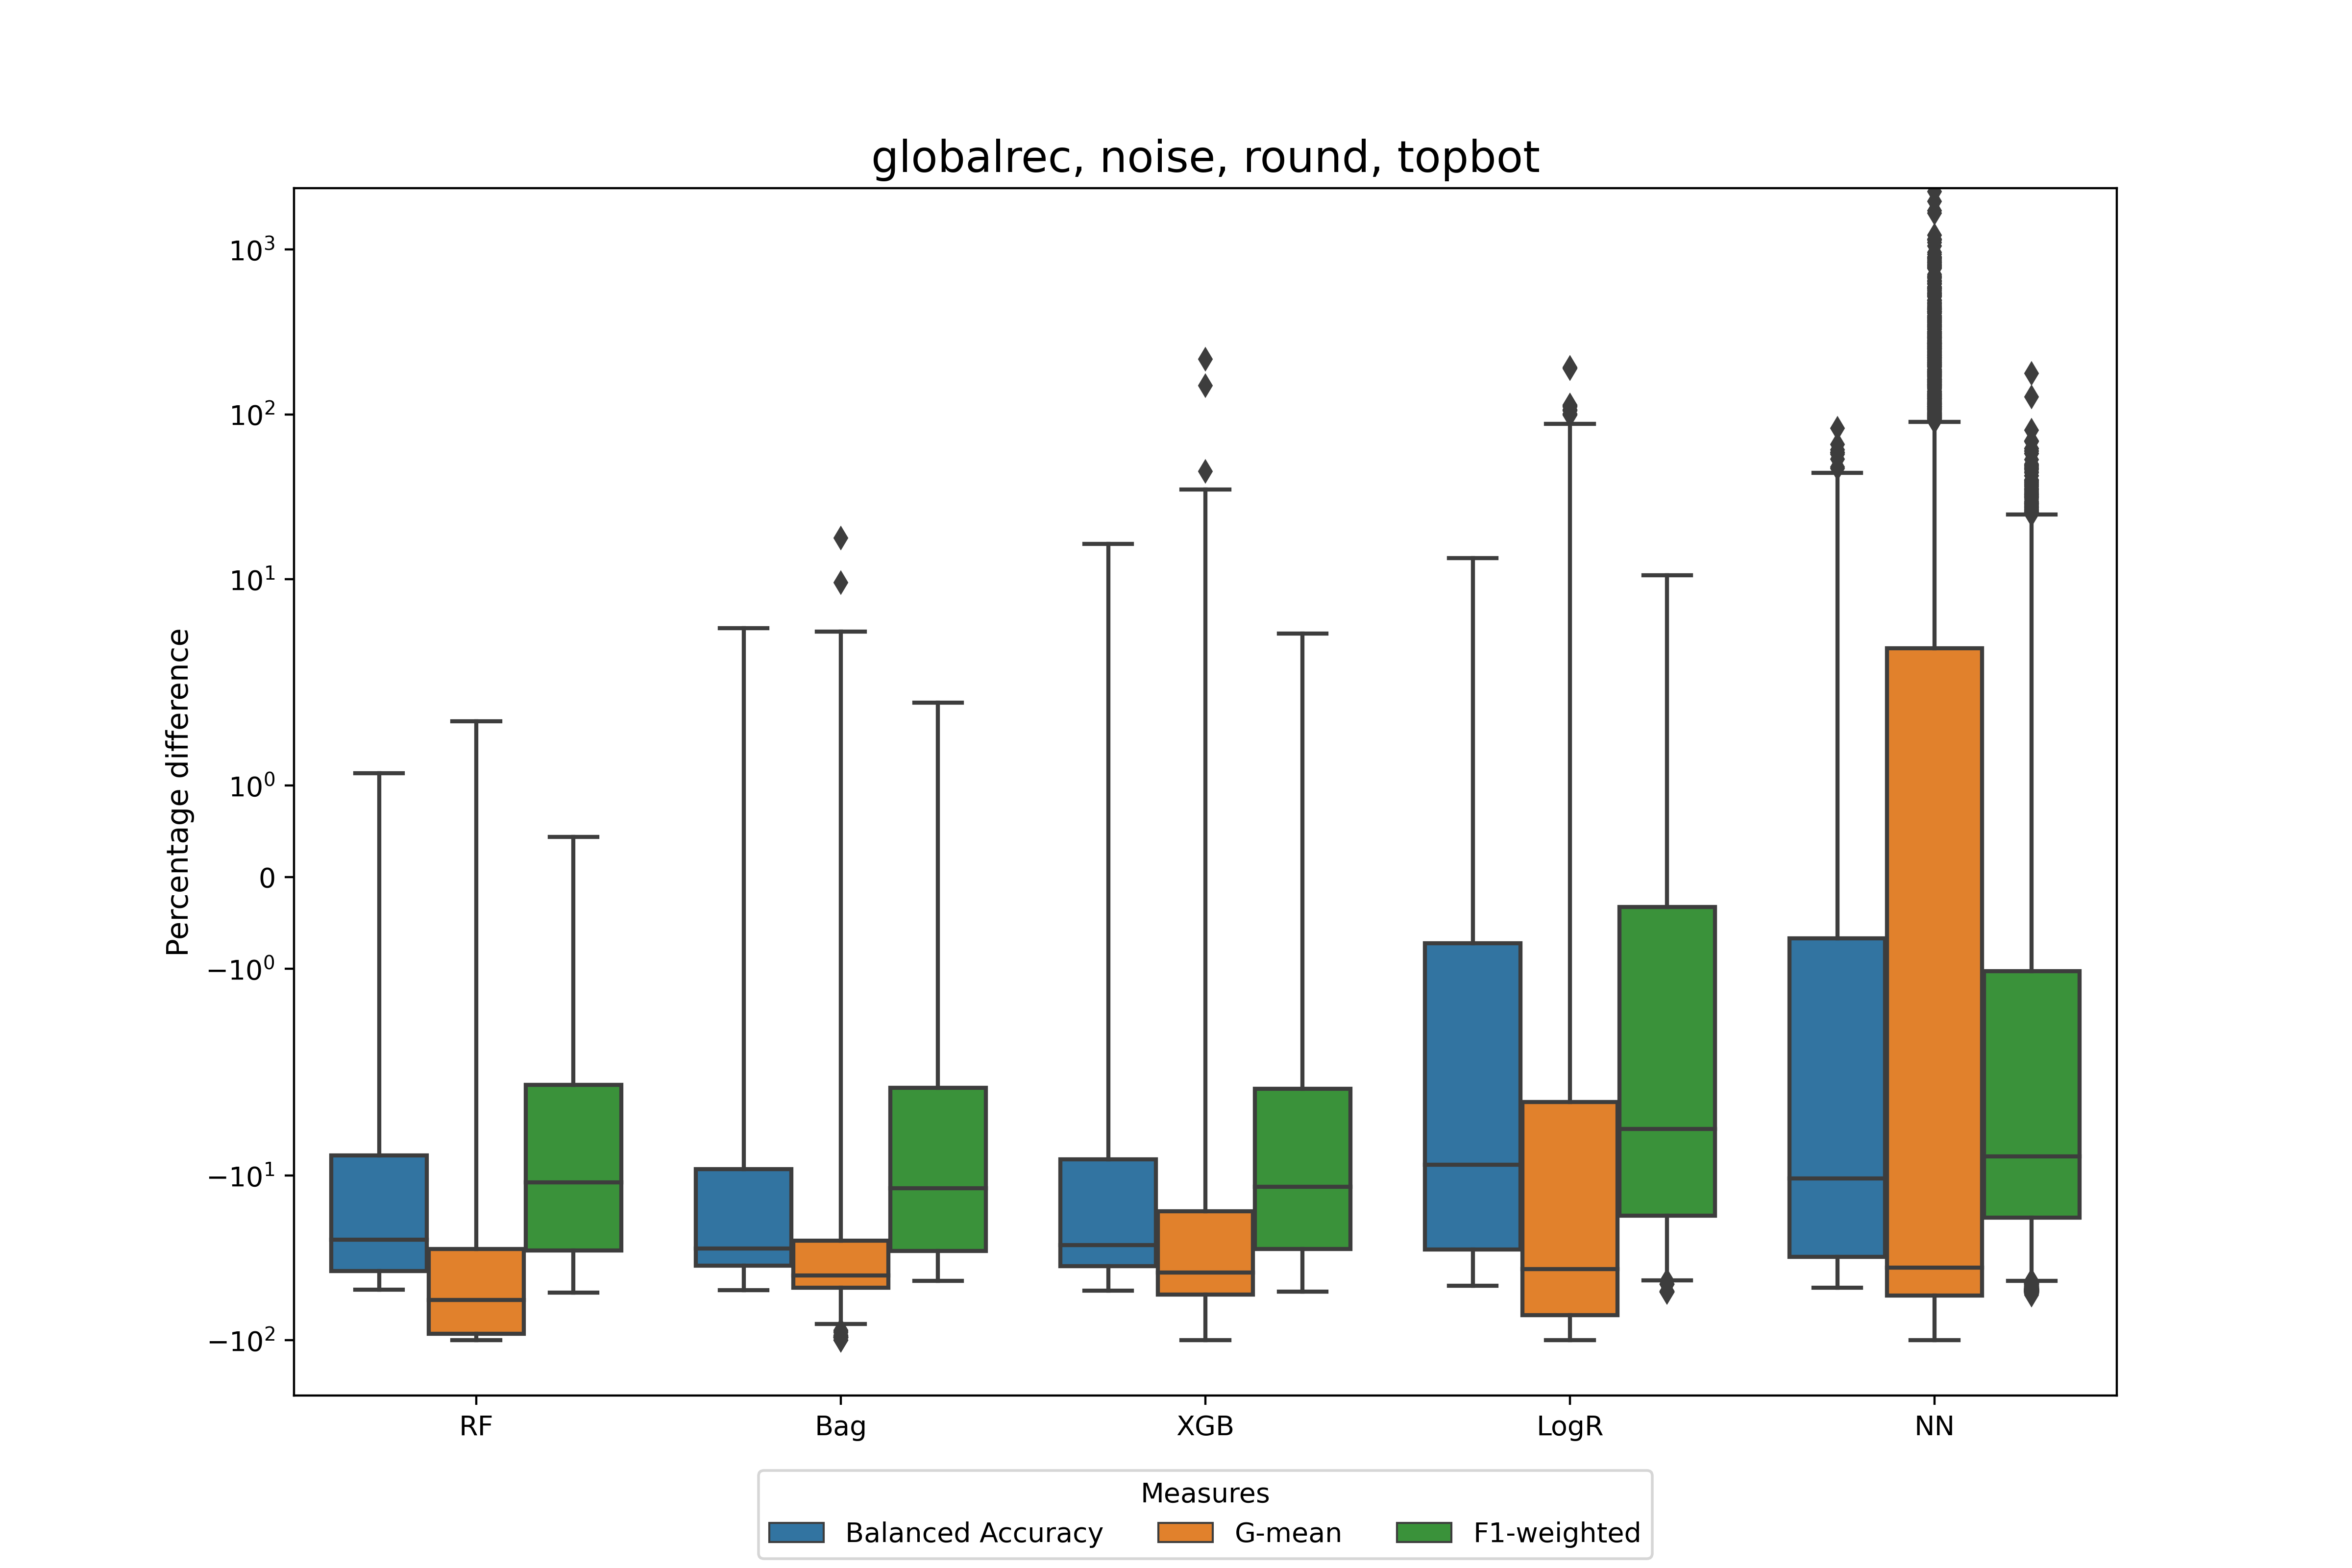 globalrec, noise, round, topbot
Percentage difference
10³
10²
10¹
10⁰
0
−10⁰
−10¹
−10²
RF Bag XGB LogR NN
Measures
Balanced Accuracy G-mean F1-weighted